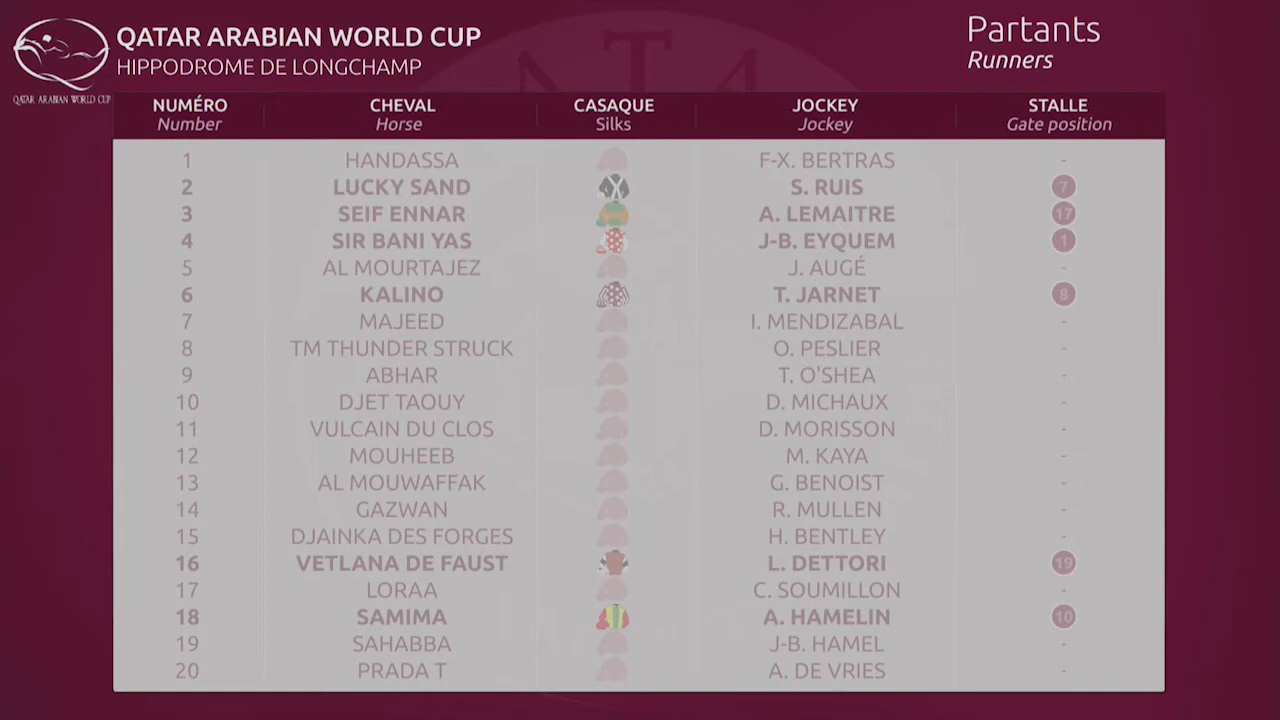 QATAR ARABIAN WORLD CUP
HIPPODROME DE LONGCHAMP
QATAR ARABIAN WORLD CUP
Partants
Runners
NUMÉRO CHEVAL CASAQUE JOCKEY STALLE
Number Horse Silks Jockey Gate position
1 HANDASSA F-X. BERTRAS -
2 LUCKY SAND S. RUIS 7
3 SEIF ENNAR A. LEMAITRE 17
4 SIR BANI YAS J-B. EYQUEM 1
5 AL MOURTAJEZ J. AUGÉ -
6 KALINO T. JARNET 8
7 MAJEED I. MENDIZABAL -
8 TM THUNDER STRUCK O. PESLIER -
9 ABHAR T. O'SHEA -
10 DJET TAOUY D. MICHAUX -
11 VULCAIN DU CLOS D. MORISSON -
12 MOUHEEB M. KAYA -
13 AL MOUWAFFAK G. BENOIST -
14 GAZWAN R. MULLEN -
15 DJAINKA DES FORGES H. BENTLEY -
16 VETLANA DE FAUST L. DETTORI 19
17 LORAA C. SOUMILLON -
18 SAMIMA A. HAMELIN 10
19 SAHABBA J-B. HAMEL -
20 PRADA T A. DE VRIES -